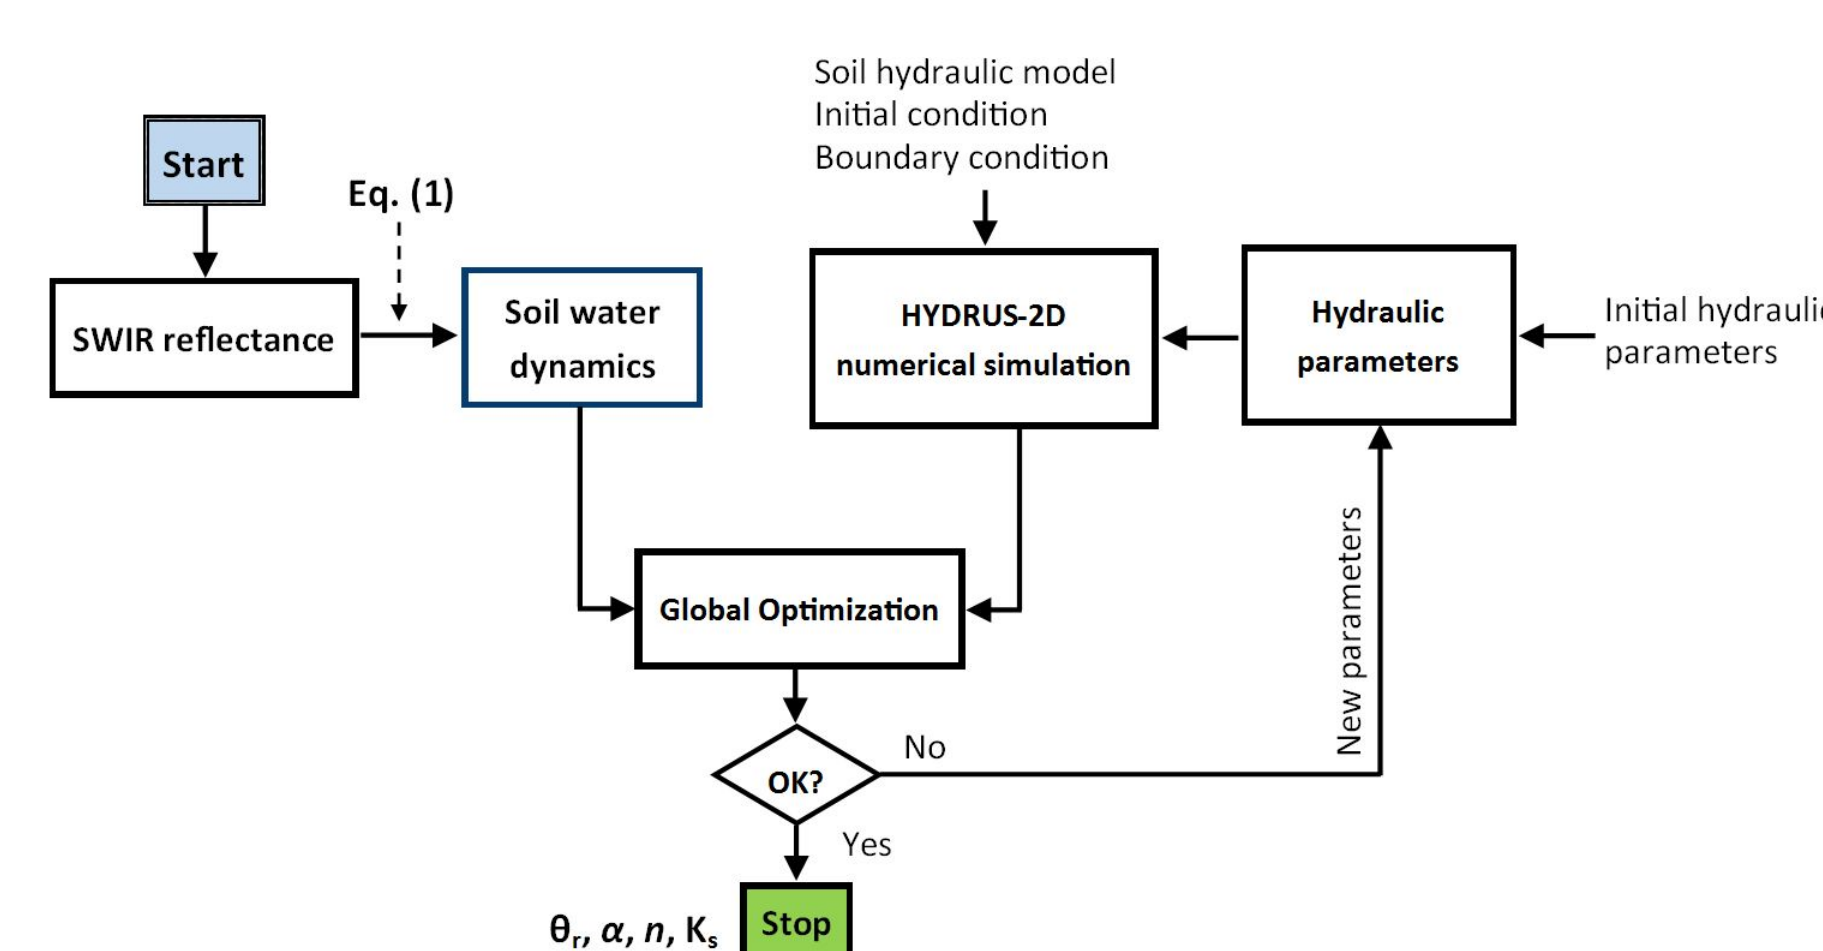 Soil hydraulic model
Initial condition
Boundary condition
Start
Eq. (1)
SWIR reflectance
Soil water
dynamics
HYDRUS-2D
numerical simulation
Hydraulic
parameters
Initial hydraulic
parameters
Global Optimization
New parameters
OK?
No
Yes
θr, α, n, Ks
Stop